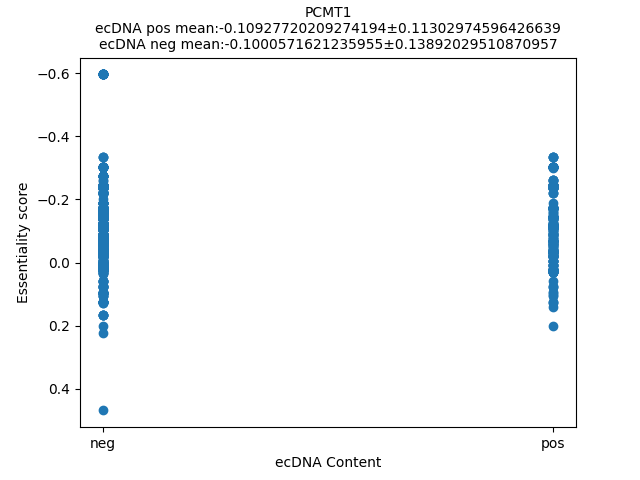 PCMT1
ecDNA pos mean:-0.10927720209274194±0.11302974596426639
ecDNA neg mean:-0.1000571621235955±0.13892029510870957
−0.6
−0.4
−0.2
0.0
0.2
0.4
Essentiality score
neg
pos
ecDNA Content